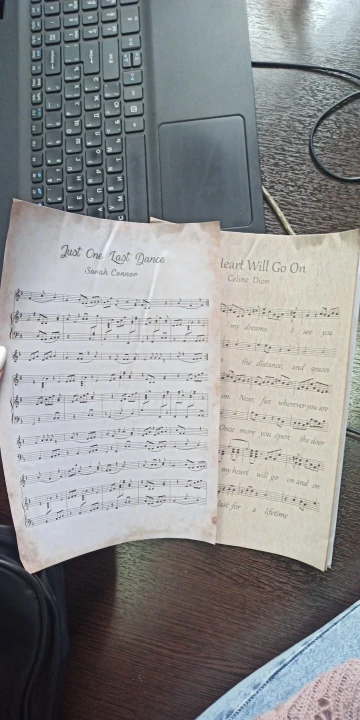 Just One Last Dance
Sarah Connor
Heart Will Go On
Celine Dion
my dreams, I see you
the distance and spaces
on. Near, far, wherever you are
Once more you open the door
my heart will go on and on
last for a lifetime